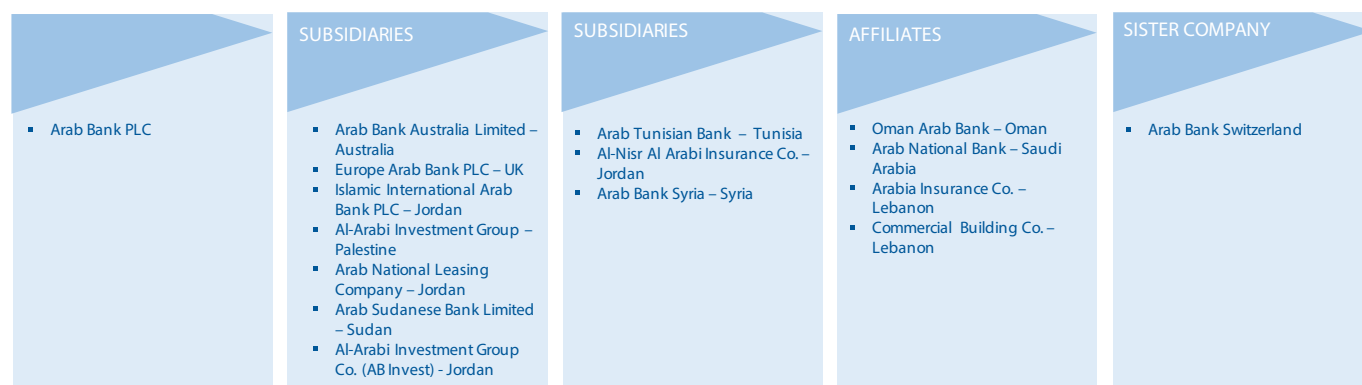 ▪ Arab Bank PLC
SUBSIDIARIES
▪ Arab Bank Australia Limited –
Australia
▪ Europe Arab Bank PLC – UK
▪ Islamic International Arab
Bank PLC – Jordan
▪ Al-Arabi Investment Group –
Palestine
▪ Arab National Leasing
Company – Jordan
▪ Arab Sudanese Bank Limited
– Sudan
▪ Al-Arabi Investment Group
Co. (AB Invest) - Jordan
SUBSIDIARIES
▪ Arab Tunisian Bank – Tunisia
▪ Al-Nisr Al Arabi Insurance Co. –
Jordan
▪ Arab Bank Syria – Syria
AFFILIATES
▪ Oman Arab Bank – Oman
▪ Arab National Bank – Saudi
Arabia
▪ Arabia Insurance Co. –
Lebanon
▪ Commercial Building Co. –
Lebanon
SISTER COMPANY
▪ Arab Bank Switzerland